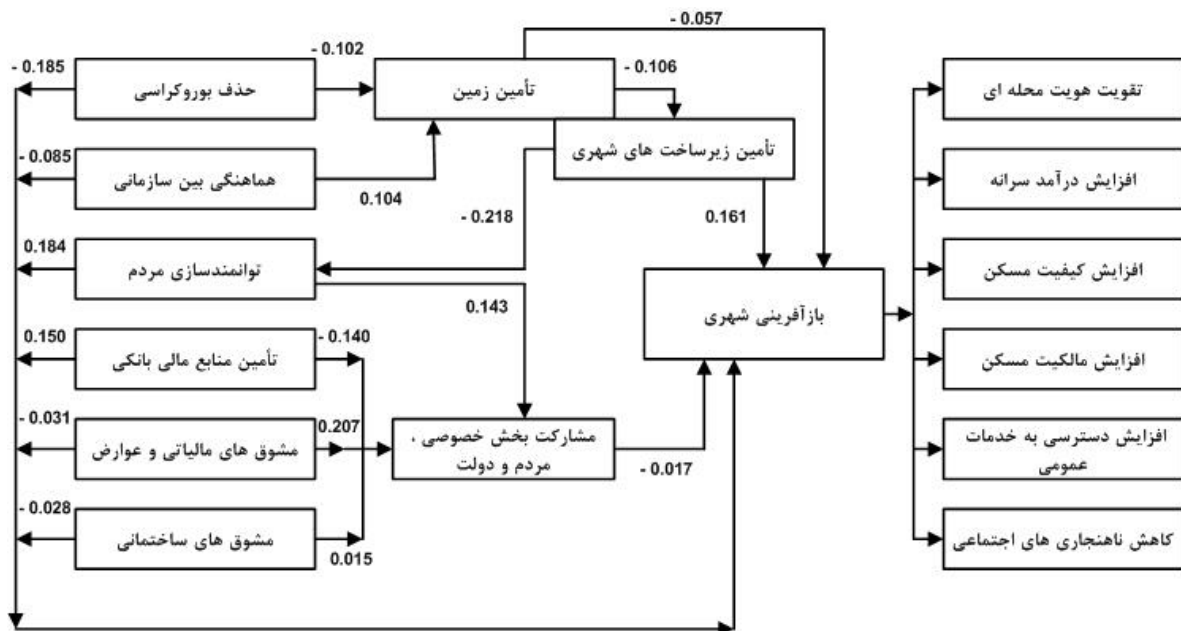 - 0.057
- 0.102
- 0.185
- 0.106
حذف بوروکراسی
تأمین زمین
تقویت هویت محله ای
- 0.085
تأمین زیرساخت های شهری
هماهنگی بین سازمانی
افزایش درآمد سرانه
0.104
- 0.218
0.161
0.184
توانمندسازی مردم
افزایش کیفیت مسکن
0.143
بازآفرینی شهری
0.150
- 0.140
تأمین منابع مالی بانکی
افزایش مالکیت مسکن
- 0.031
0.207
مشوق های مالیاتی و عوارض
مشارکت بخش خصوصی ،
مردم و دولت
- 0.017
افزایش دسترسی به خدمات
عمومی
- 0.028
مشوق های ساختمانی
0.015
کاهش ناهنجاری های اجتماعی